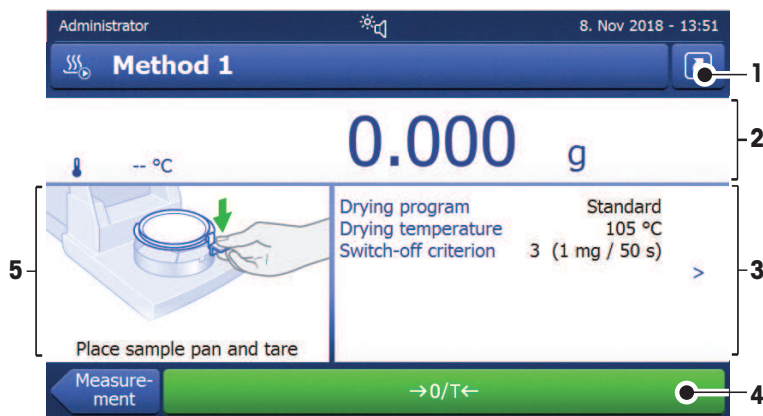 Administrator 8. Nov 2018 - 13:51
Method 1
1
0.000 g
2
-- °C
Drying program Standard
Drying temperature 105 °C
Switch-off criterion 3 (1 mg / 50 s)
>
3
5
Place sample pan and tare
Measure-
ment
→0/T←
4